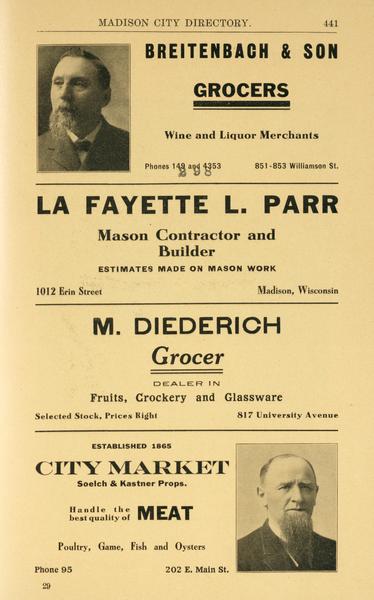 MADISON CITY DIRECTORY. 441
BREITENBACH & SON
GROCERS
Wine and Liquor Merchants
Phones 149 and 4353 851-853 Williamson St.
LA FAYETTE L. PARR
Mason Contractor and
Builder
ESTIMATES MADE ON MASON WORK
1012 Erin Street Madison, Wisconsin
M. DIEDERICH
Grocer
DEALER IN
Fruits, Crockery and Glassware
Selected Stock, Prices Right 817 University Avenue
ESTABLISHED 1865
CITY MARKET
Soelch & Kastner Props.
Handle the
best quality of MEAT
Poultry, Game, Fish and Oysters
Phone 95 202 E. Main St.
29